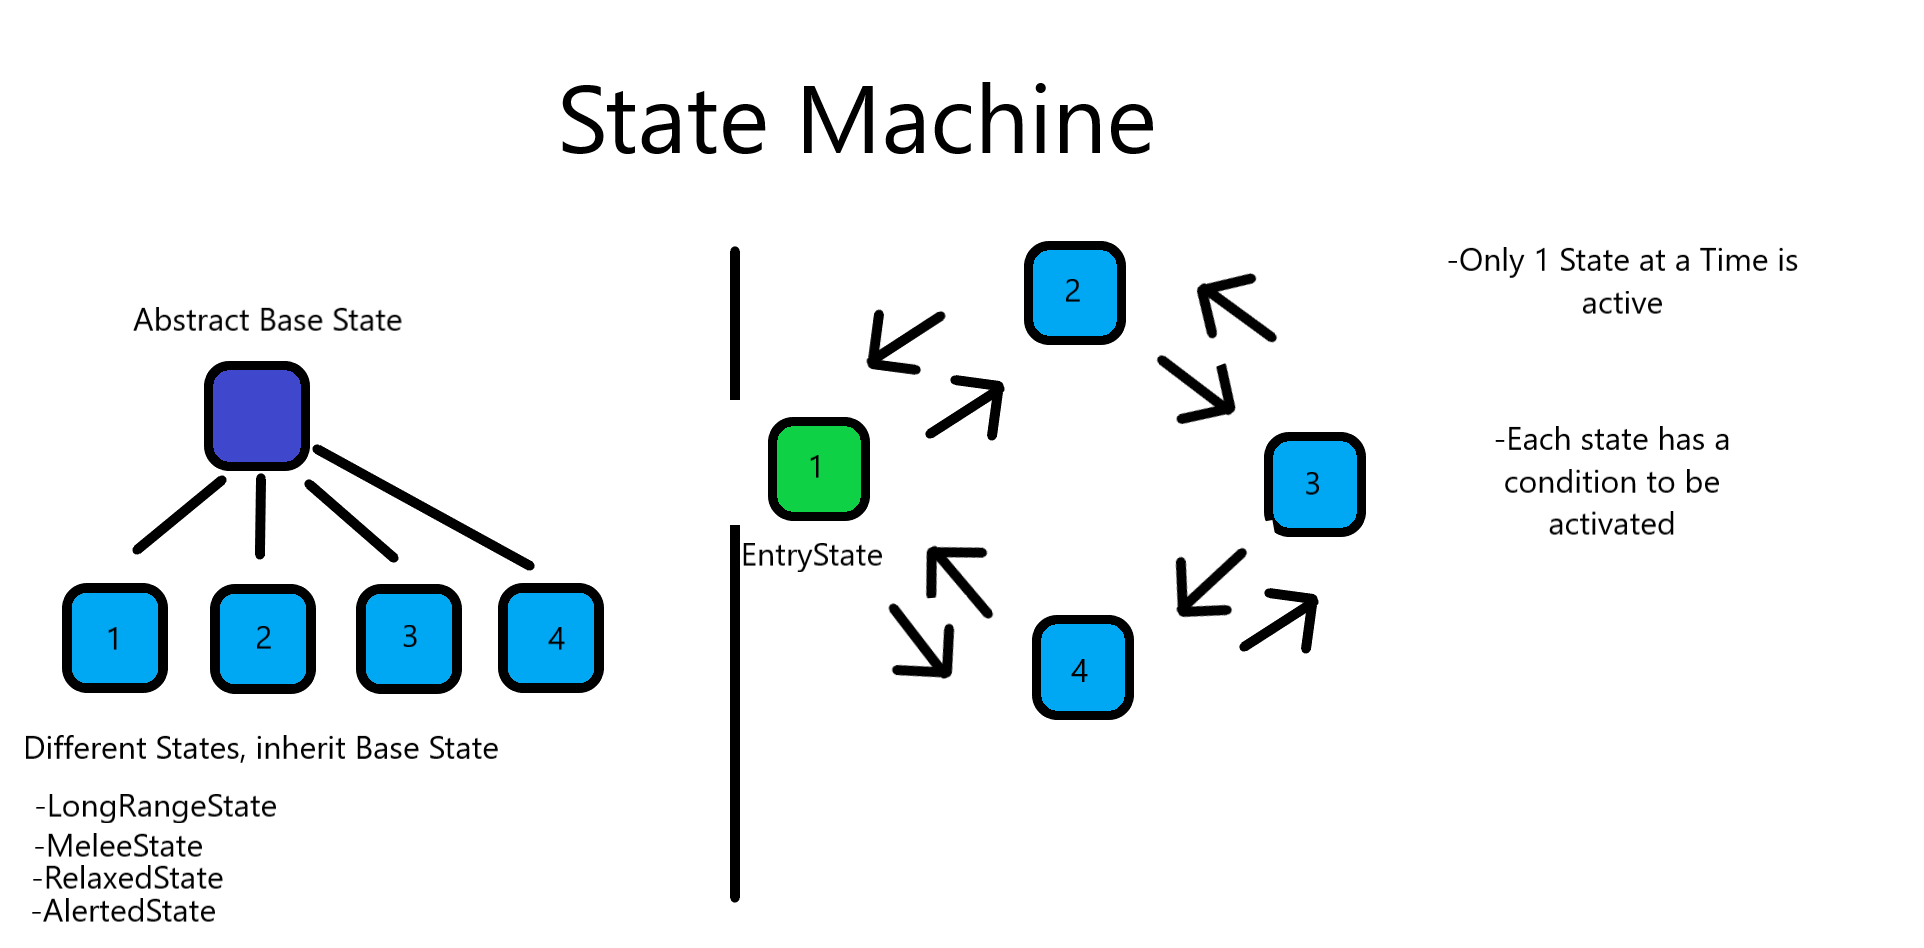 State Machine
Abstract Base State
1
2
3
4
Different States, inherit Base State
-LongRangeState
-MeleeState
-RelaxedState
-AlertedState
2
1
EntryState
3
4
-Only 1 State at a Time is
active
-Each state has a
condition to be
activated